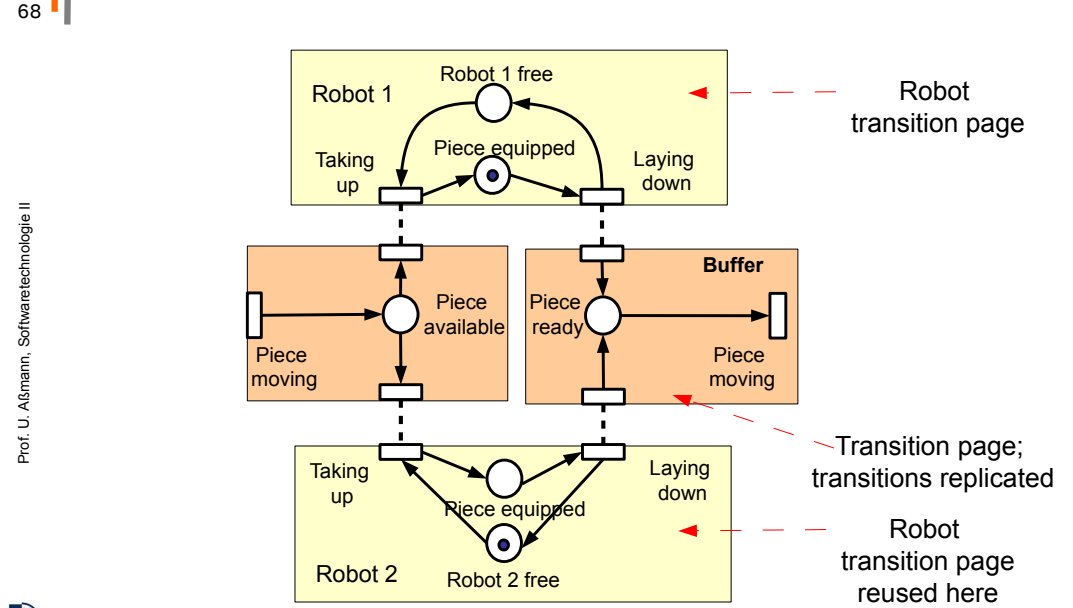 68
Prof. U. Aßmann, Softwaretechnologie II
Robot 1
Robot 1 free
Piece equipped
Taking
up
Laying
down
Robot
transition page
Buffer
Piece
available
Piece
moving
Piece
ready
Piece
moving
Transition page;
transitions replicated
Taking
up
Piece equipped
Laying
down
Robot 2
Robot 2 free
Robot
transition page
reused here